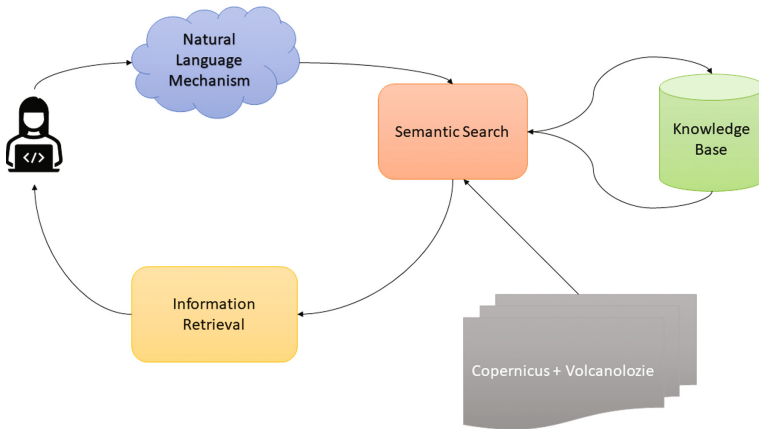 Natural
Language
Mechanism
Semantic Search
Knowledge
Base
</>
Information
Retrieval
Copernicus + Volcanolozie